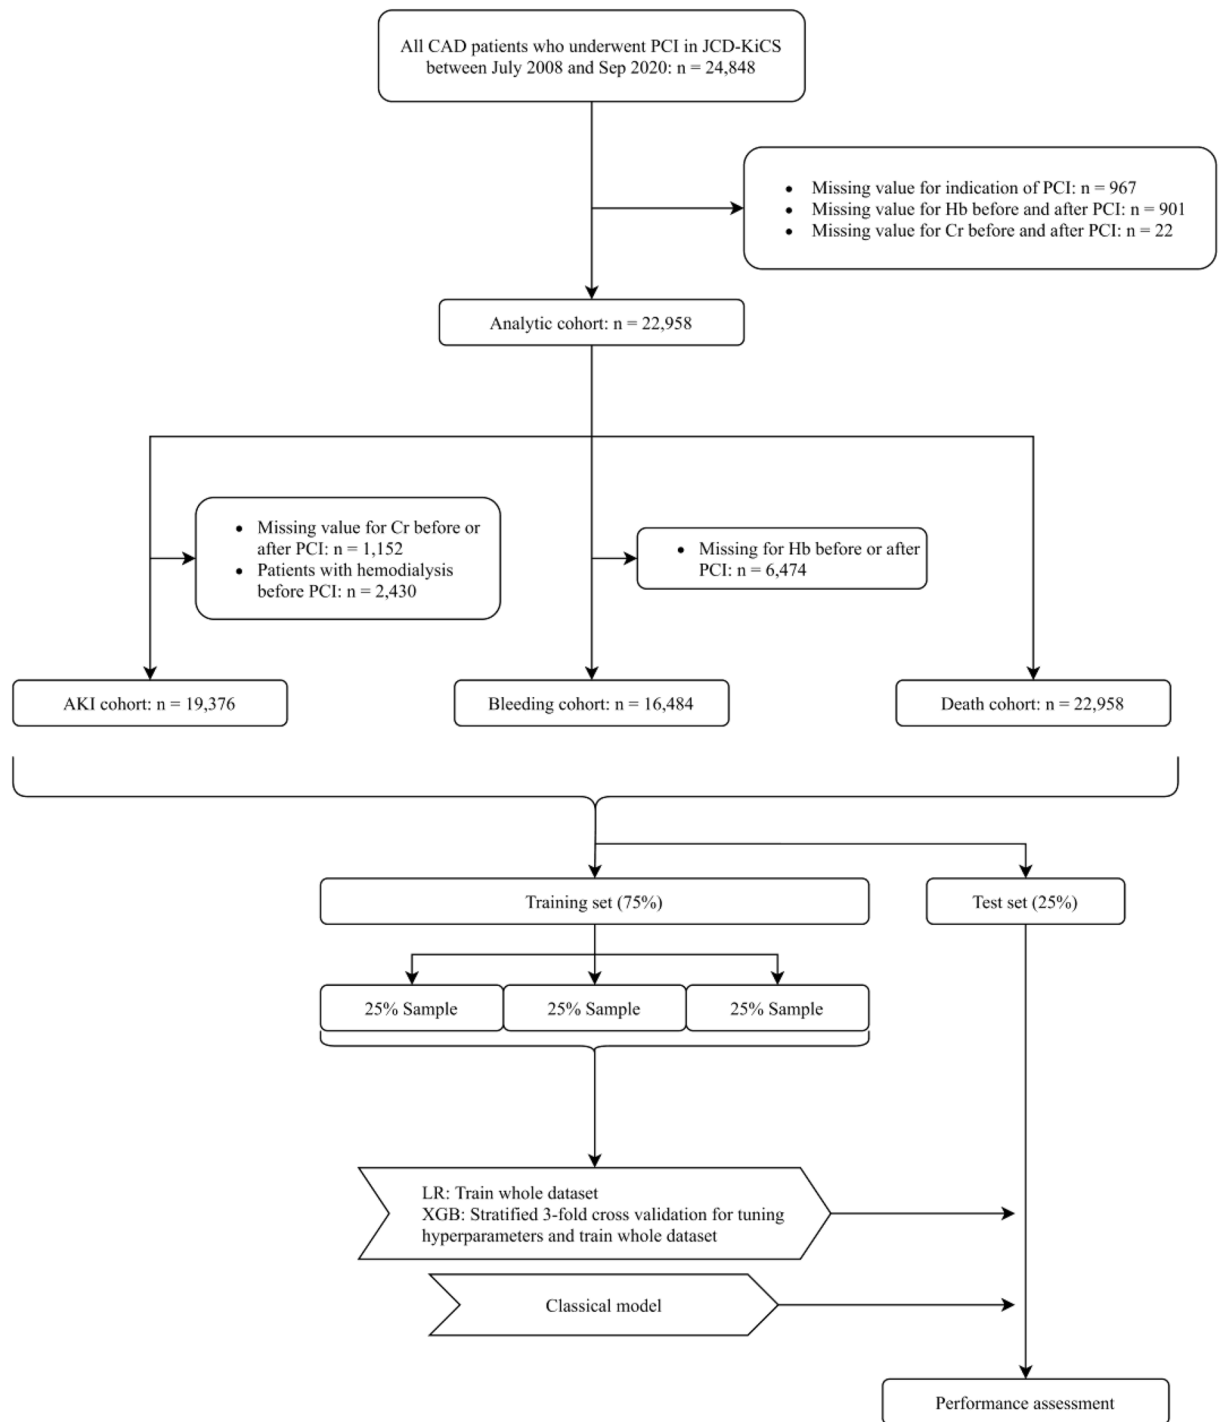 All CAD patients who underwent PCI in JCD-KiCS
between July 2008 and Sep 2020: n = 24,848
• Missing value for indication of PCI: n = 967
• Missing value for Hb before and after PCI: n = 901
• Missing value for Cr before and after PCI: n = 22
Analytic cohort: n = 22,958
• Missing value for Cr before or
after PCI: n = 1,152
• Patients with hemodialysis
before PCI: n = 2,430
• Missing for Hb before or after
PCI: n = 6,474
AKI cohort: n = 19,376
Bleeding cohort: n = 16,484
Death cohort: n = 22,958
Training set (75%)
Test set (25%)
25% Sample
25% Sample
25% Sample
LR: Train whole dataset
XGB: Stratified 3-fold cross validation for tuning
hyperparameters and train whole dataset
Classical model
Performance assessment